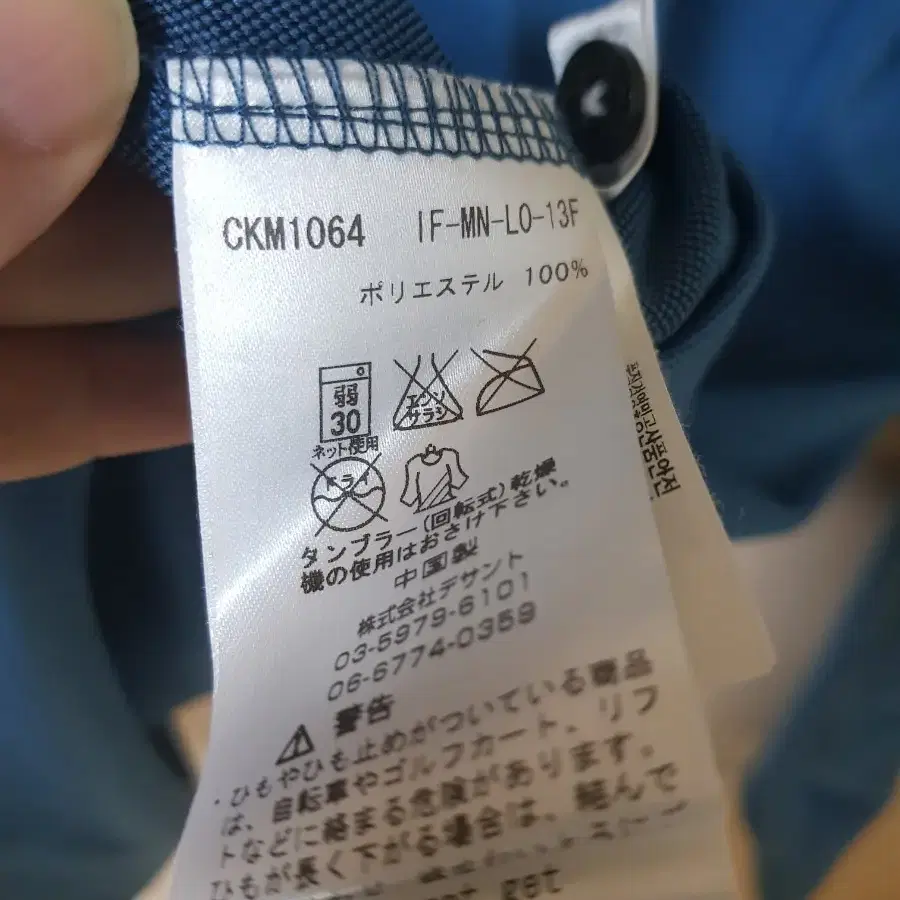 CKM1064 IF-MN-LO-13F
ポリエステル 100%
弱
30
ネット使用
エンソ
サラシ
ドライ
タンブラー(回転式)乾燥
機の使用はおさけ下さい。
中国製
株式会社デサント
03-5979-6101
06-6774-0359
警告
・ひもやひも止めがついている商品
は、自転車やゴルフカート、リフ
トなどに絡まる危険があります。
ひもが長く下がる場合は、結んで
get